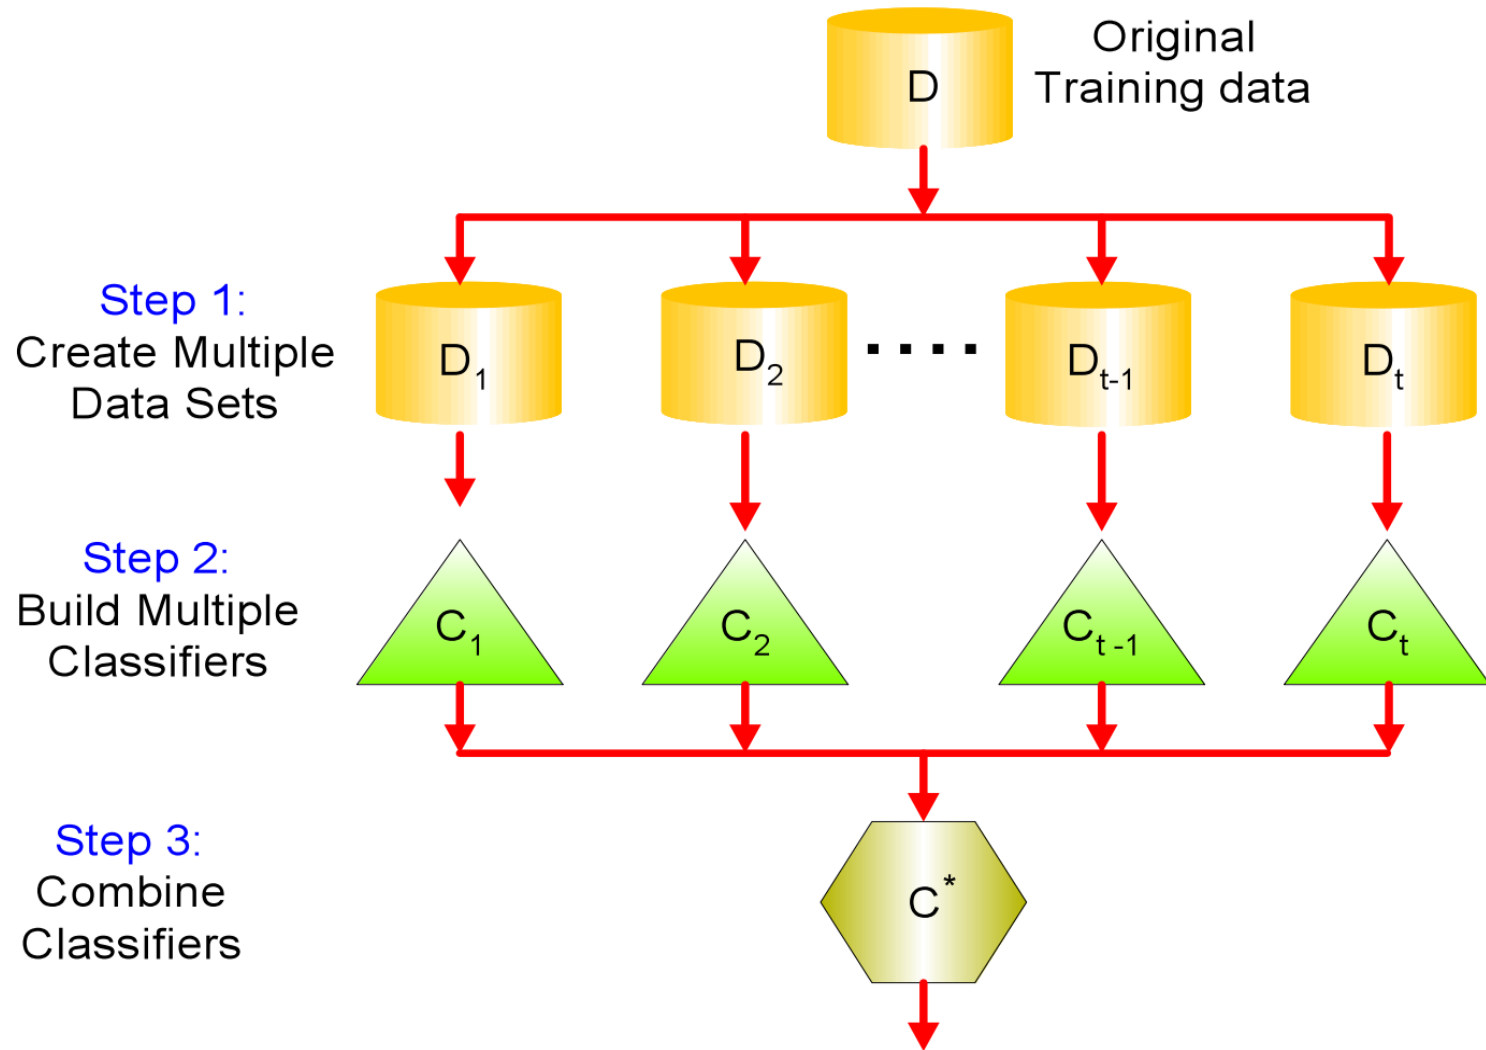 D
Original
Training data
Step 1:
Create Multiple
Data Sets
D1
D2
....
Dt-1
Dt
Step 2:
Build Multiple
Classifiers
C1
C2
Ct -1
Ct
Step 3:
Combine
Classifiers
C*